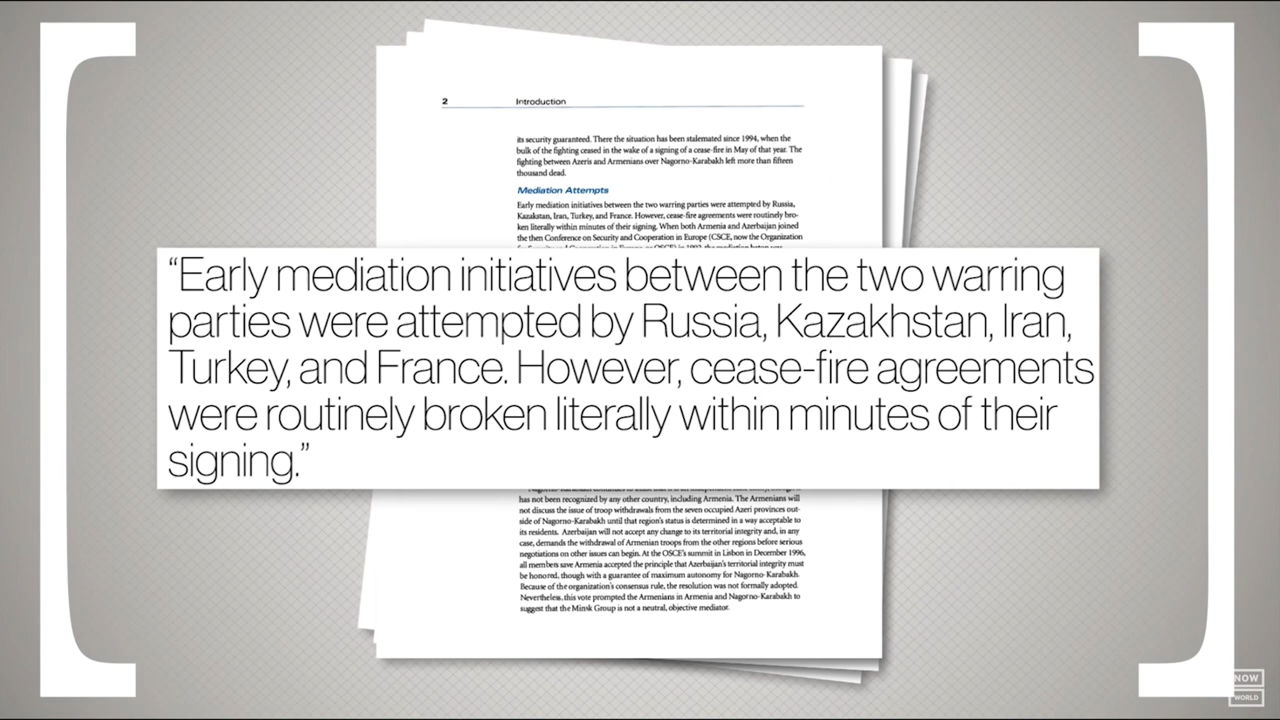 2 Introduction
its security guaranteed. There the situation has been stalemated since 1994, when the
bulk of the fighting ceased in the wake of a signing of a cease-fire in May of that year. The
fighting between Azeris and Armenians over Nagorno-Karabakh left more than fifteen
thousand dead.
Mediation Attempts
Early mediation initiatives between the two warring parties were attempted by Russia,
Kazakstan, Iran, Turkey, and France. However, cease-fire agreements were routinely bro-
ken literally within minutes of their signing. When both Armenia and Azerbaijan joined
the then Conference on Security and Cooperation in Europe (CSCE, now the Organization
“Early mediation initiatives between the two warring
parties were attempted by Russia, Kazakhstan, Iran,
Turkey, and France. However, cease-fire agreements
were routinely broken literally within minutes of their
signing.”
has not been recognized by any other country, including Armenia. The Armenians will
not discuss the issue of troop withdrawals from the seven occupied Azeri provinces out-
side of Nagorno-Karabakh until that region's status is determined in a way acceptable to
its residents. Azerbaijan will not accept any change to its territorial integrity and, in any
case, demands the withdrawal of Armenian troops from the other regions before serious
negotiations on other issues can begin. At the OSCE's summit in Lisbon in December 1996,
all members save Armenia accepted the principle that Azerbaijan's territorial integrity must
be honored, though with a guarantee of maximum autonomy for Nagorno-Karabakh.
Because of the organization's consensus rule, the resolution was not formally adopted.
Nevertheless, this vote prompted the Armenians in Armenia and Nagorno-Karabakh to
suggest that the Minsk Group is not a neutral, objective mediator.
NOW
WORLD